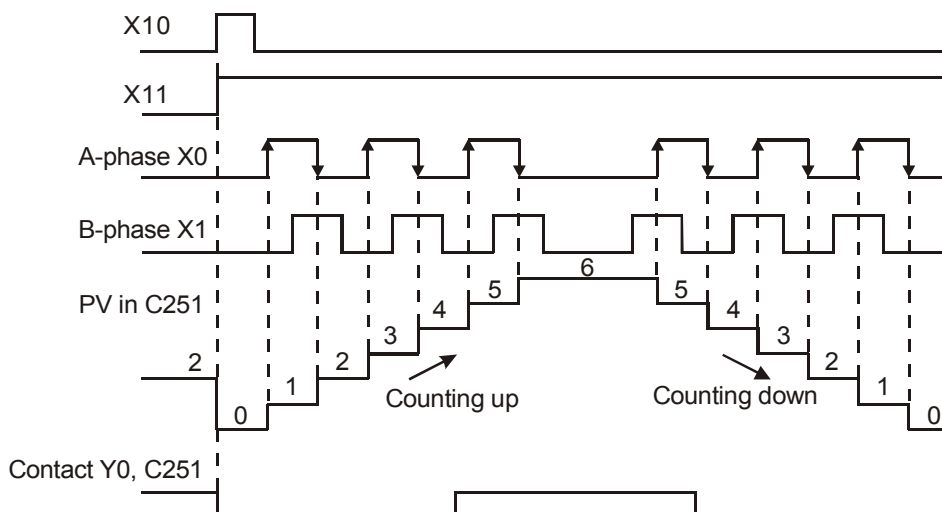 X10
X11
A-phase X0
B-phase X1
6
PV in C251
5
5
4
4
3
3
2
2
2
Counting up
Counting down
1
1
0
0
Contact Y0, C251